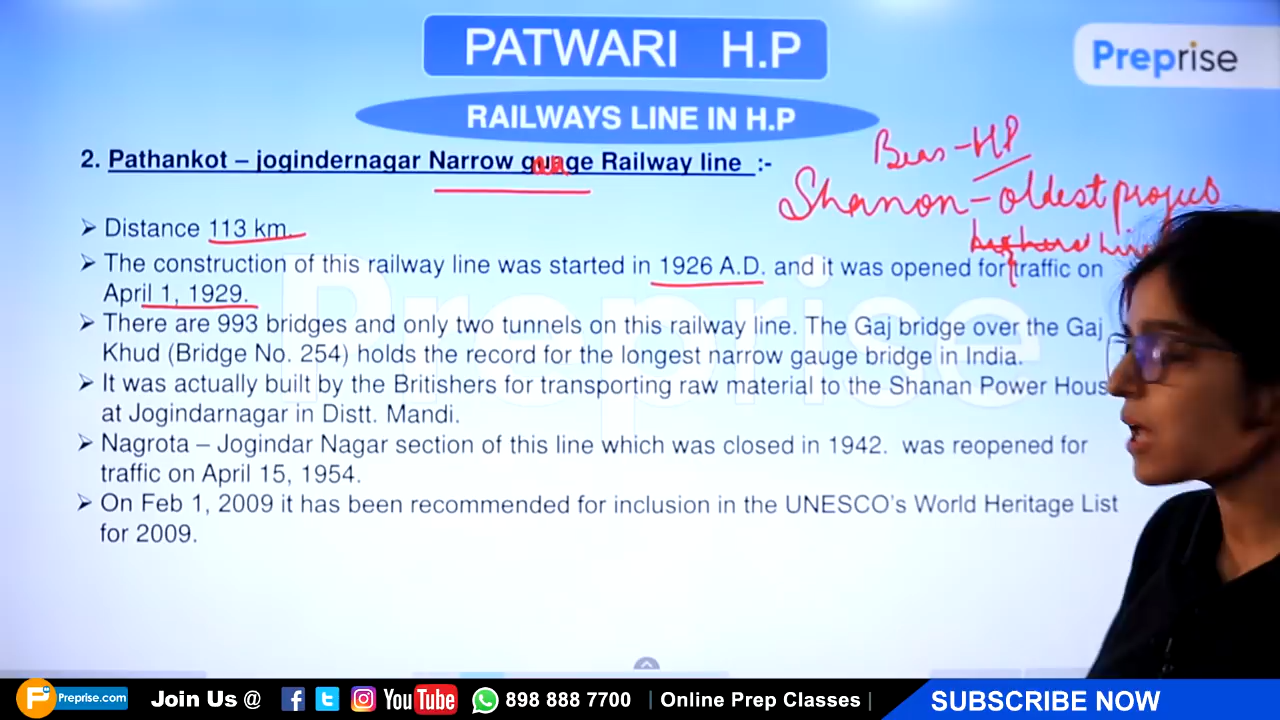 PATWARI H.P
Preprise
RAILWAYS LINE IN H.P
2. Pathankot – jogindernagar Narrow gauge Railway line :-
Beas - HP
Shanon - oldest project
➢ Distance 113 km.
➢ The construction of this railway line was started in 1926 A.D. and it was opened for traffic on
April 1, 1929.
➢ There are 993 bridges and only two tunnels on this railway line. The Gaj bridge over the Gaj
Khud (Bridge No. 254) holds the record for the longest narrow gauge bridge in India.
➢ It was actually built by the Britishers for transporting raw material to the Shanan Power Hous
at Jogindarnagar in Distt. Mandi.
➢ Nagrota – Jogindar Nagar section of this line which was closed in 1942. was reopened for
traffic on April 15, 1954.
➢ On Feb 1, 2009 it has been recommended for inclusion in the UNESCO's World Heritage List
for 2009.
Preprise
Preprise.com Join Us @ YouTube 898 888 7700 | Online Prep Classes | SUBSCRIBE NOW